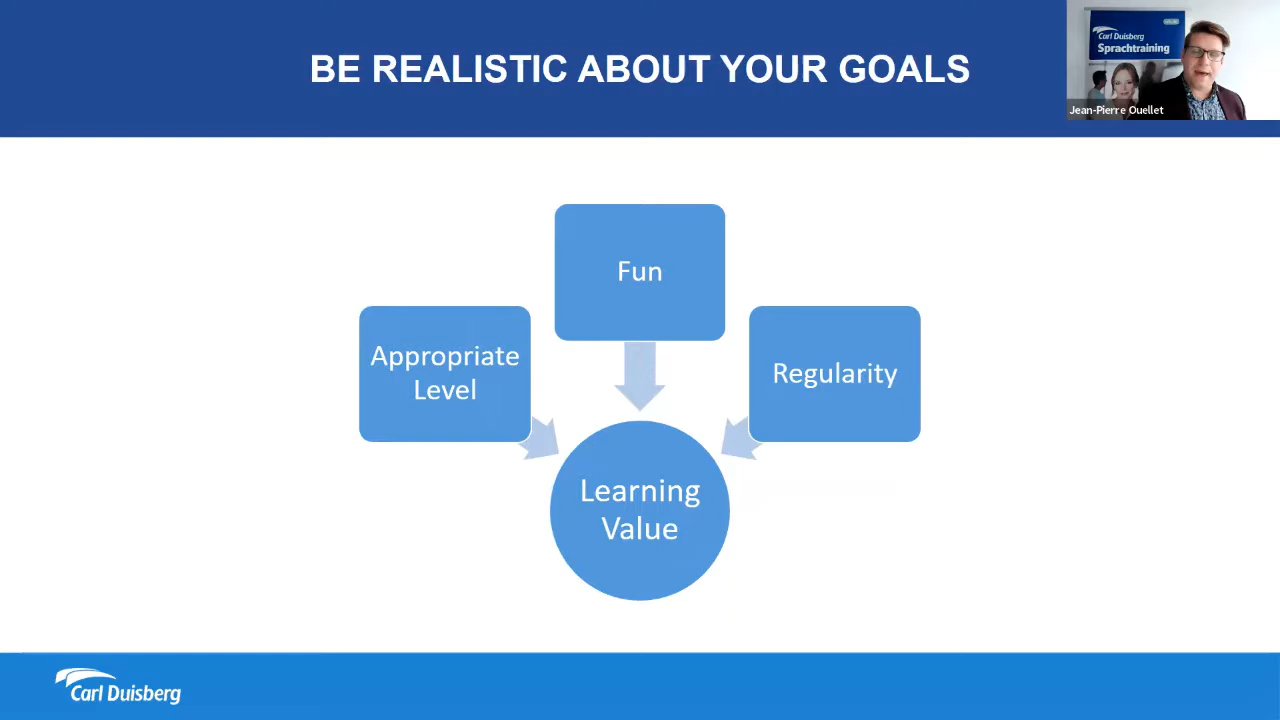 BE REALISTIC ABOUT YOUR GOALS
Carl Duisberg
Sprachtraining
Jean-Pierre Ouellet
Fun
Appropriate
Level
Regularity
Learning
Value
Carl Duisberg